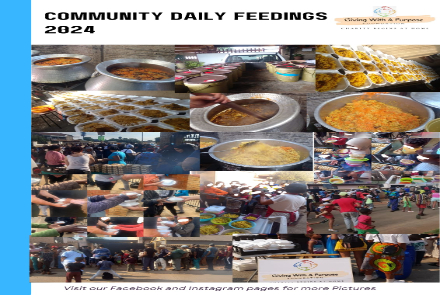 COMMUNITY DAILY FEEDINGS
2024
Giving With A Purpose
Giving With A Purpose
Visit our Facebook and Instagram pages for more Pictures